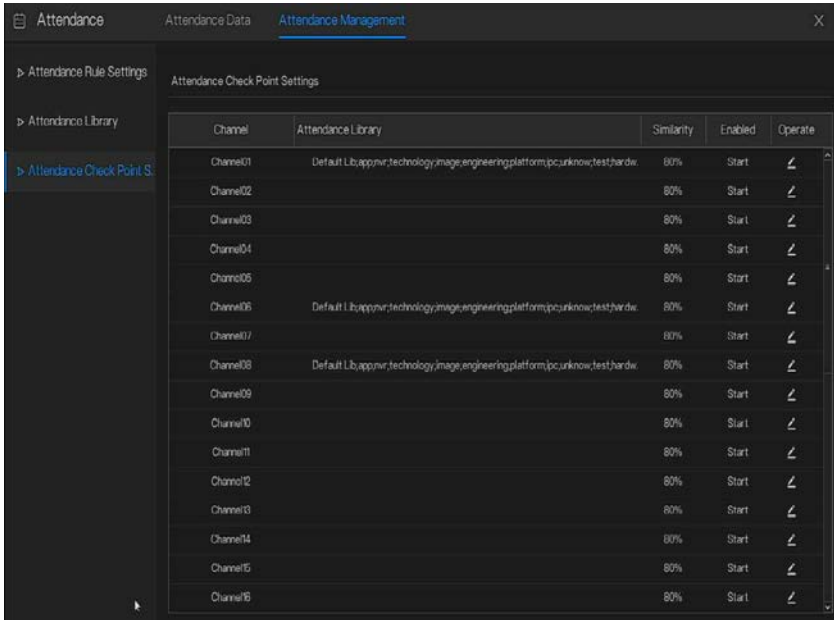 Attendance Attendance Data Attendance Management X
Attendance Rule Settings
Attendance Library
Attendance Check Point S.
Attendance Check Point Settings
Channel Attendance Library Similarity Enabled Operate
Channel01 Default Lib;app;nvr;technology;image;engineering;platform;ipc;unknow;test;hardw. 80% Start
Channel02 80% Start
Channel03 80% Start
Channel04 80% Start
Channel05 80% Start
Channel06 Default Lib;app;nvr;technology;image;engineering;platform;ipc;unknow;test;hardw. 80% Start
Channel07 80% Start
Channel08 Default Lib;app;nvr;technology;image;engineering;platform;ipc;unknow;test;hardw. 80% Start
Channel09 80% Start
Channel10 80% Start
Channel11 80% Start
Channel12 80% Start
Channel13 80% Start
Channel14 80% Start
Channel15 80% Start
Channel16 80% Start